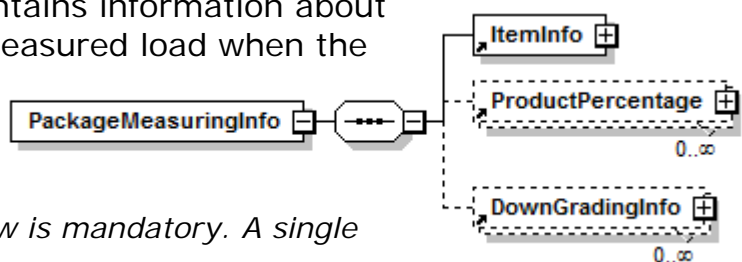 ntains information about
easured load when the
ItemInfo
ProductPercentage
0..∞
PackageMeasuringInfo
DownGradingInfo
0..∞
w is mandatory. A single